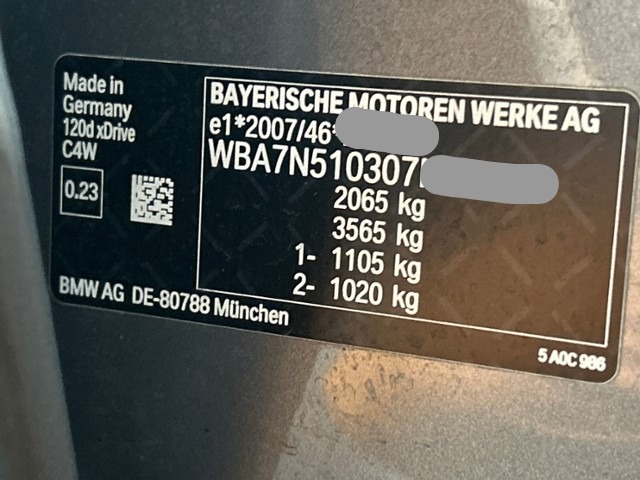 Made in
Germany
120d xDrive
C4W
0.23
BAYERISCHE MOTOREN WERKE AG
e1*2007/46*
WBA7N510307
2065 kg
3565 kg
1- 1105 kg
2- 1020 kg
BMW AG DE-80788 München
5 A0C 986